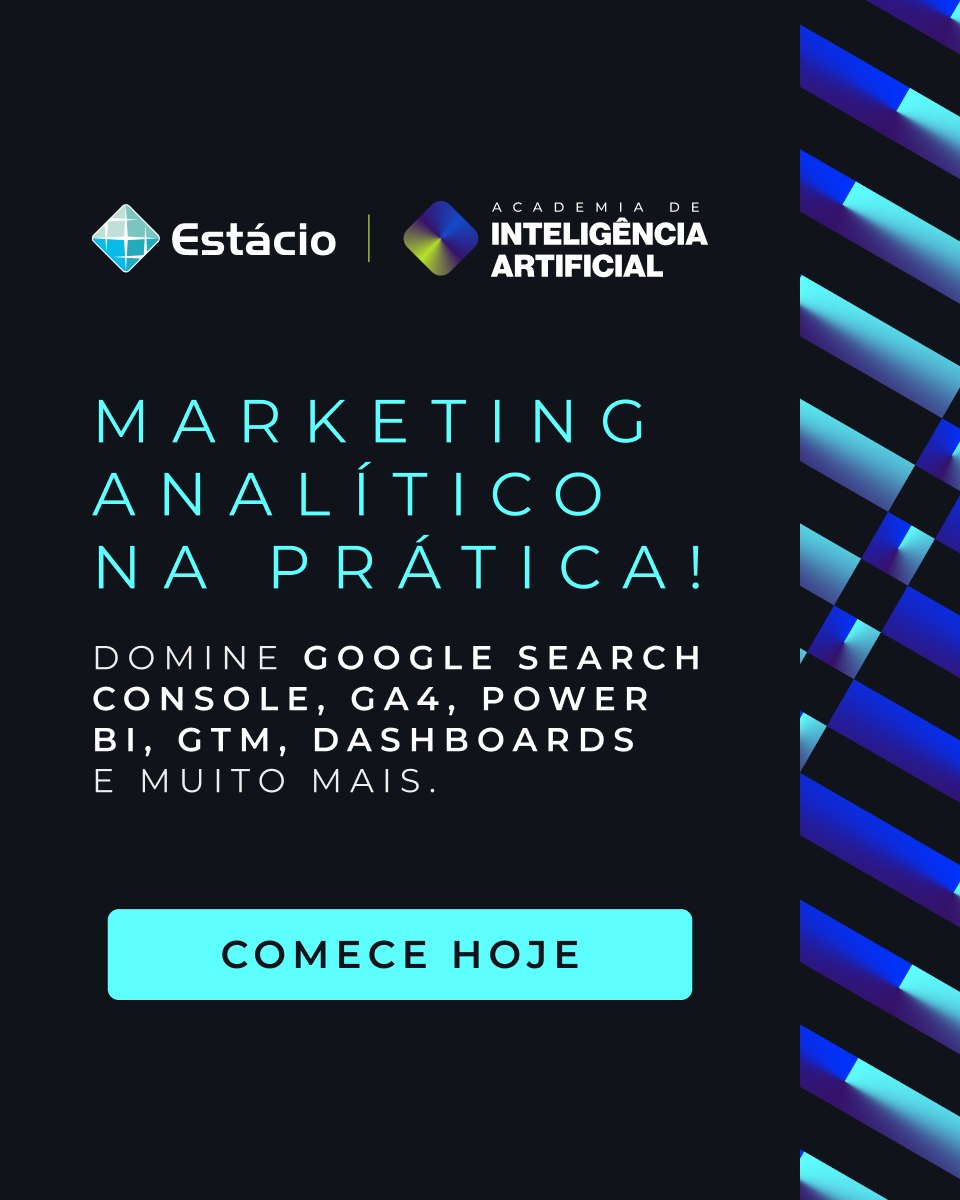 Estácio
ACADEMIA DE
INTELIGÊNCIA
ARTIFICIAL
MARKETING
ANALÍTICO
NA PRÁTICA!
DOMINE GOOGLE SEARCH
CONSOLE, GA4, POWER
BI, GTM, DASHBOARDS
E MUITO MAIS.
COMECE HOJE